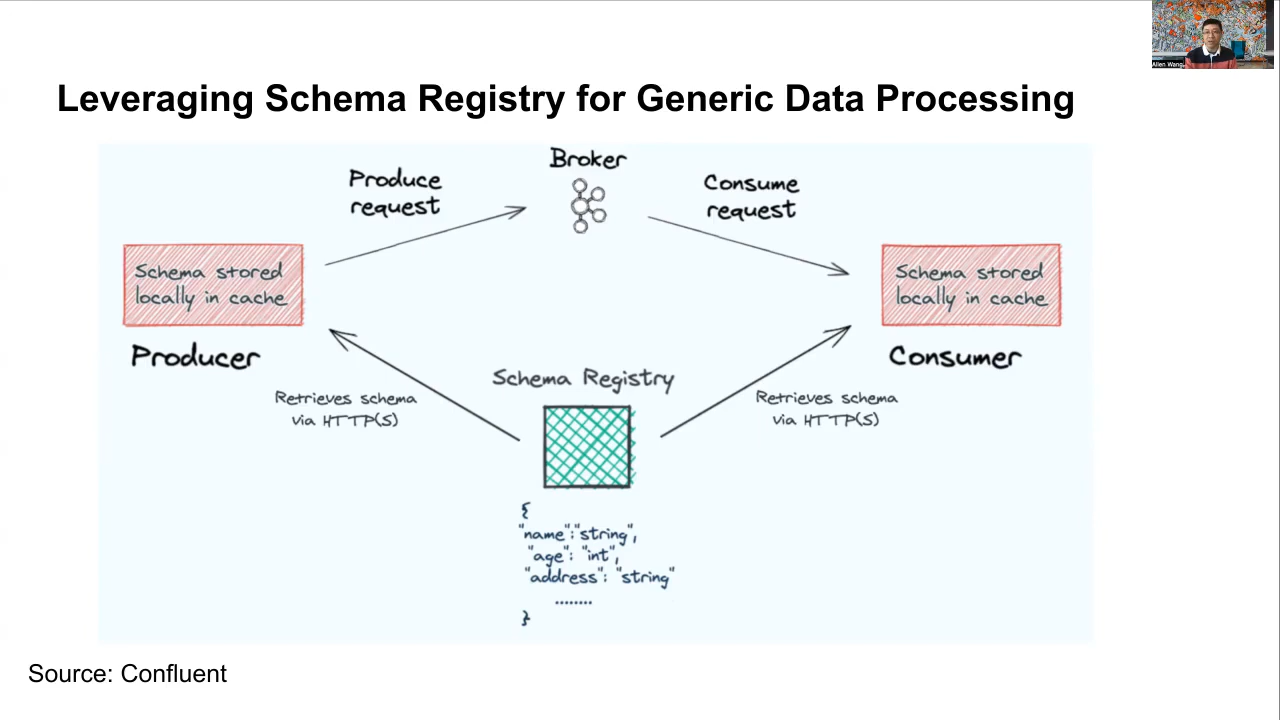 Allen Wang
Leveraging Schema Registry for Generic Data Processing
Broker
Produce
request
Consume
request
Schema stored
locally in cache
Schema stored
locally in cache
Producer
Consumer
Schema Registry
Retrieves schema
via HTTP(S)
Retrieves schema
via HTTP(S)
{
"name":"string",
"age": "int",
"address": "string"
........
}
Source: Confluent